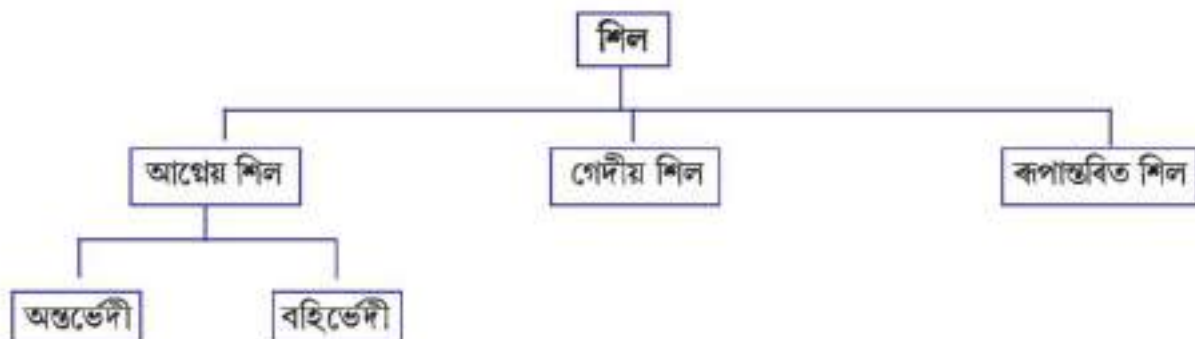 শিল
আগ্নেয় শিল
গেদীয় শিল
ৰূপান্তৰিত শিল
অন্তৰ্ভেদী
বহিৰ্ভেদী